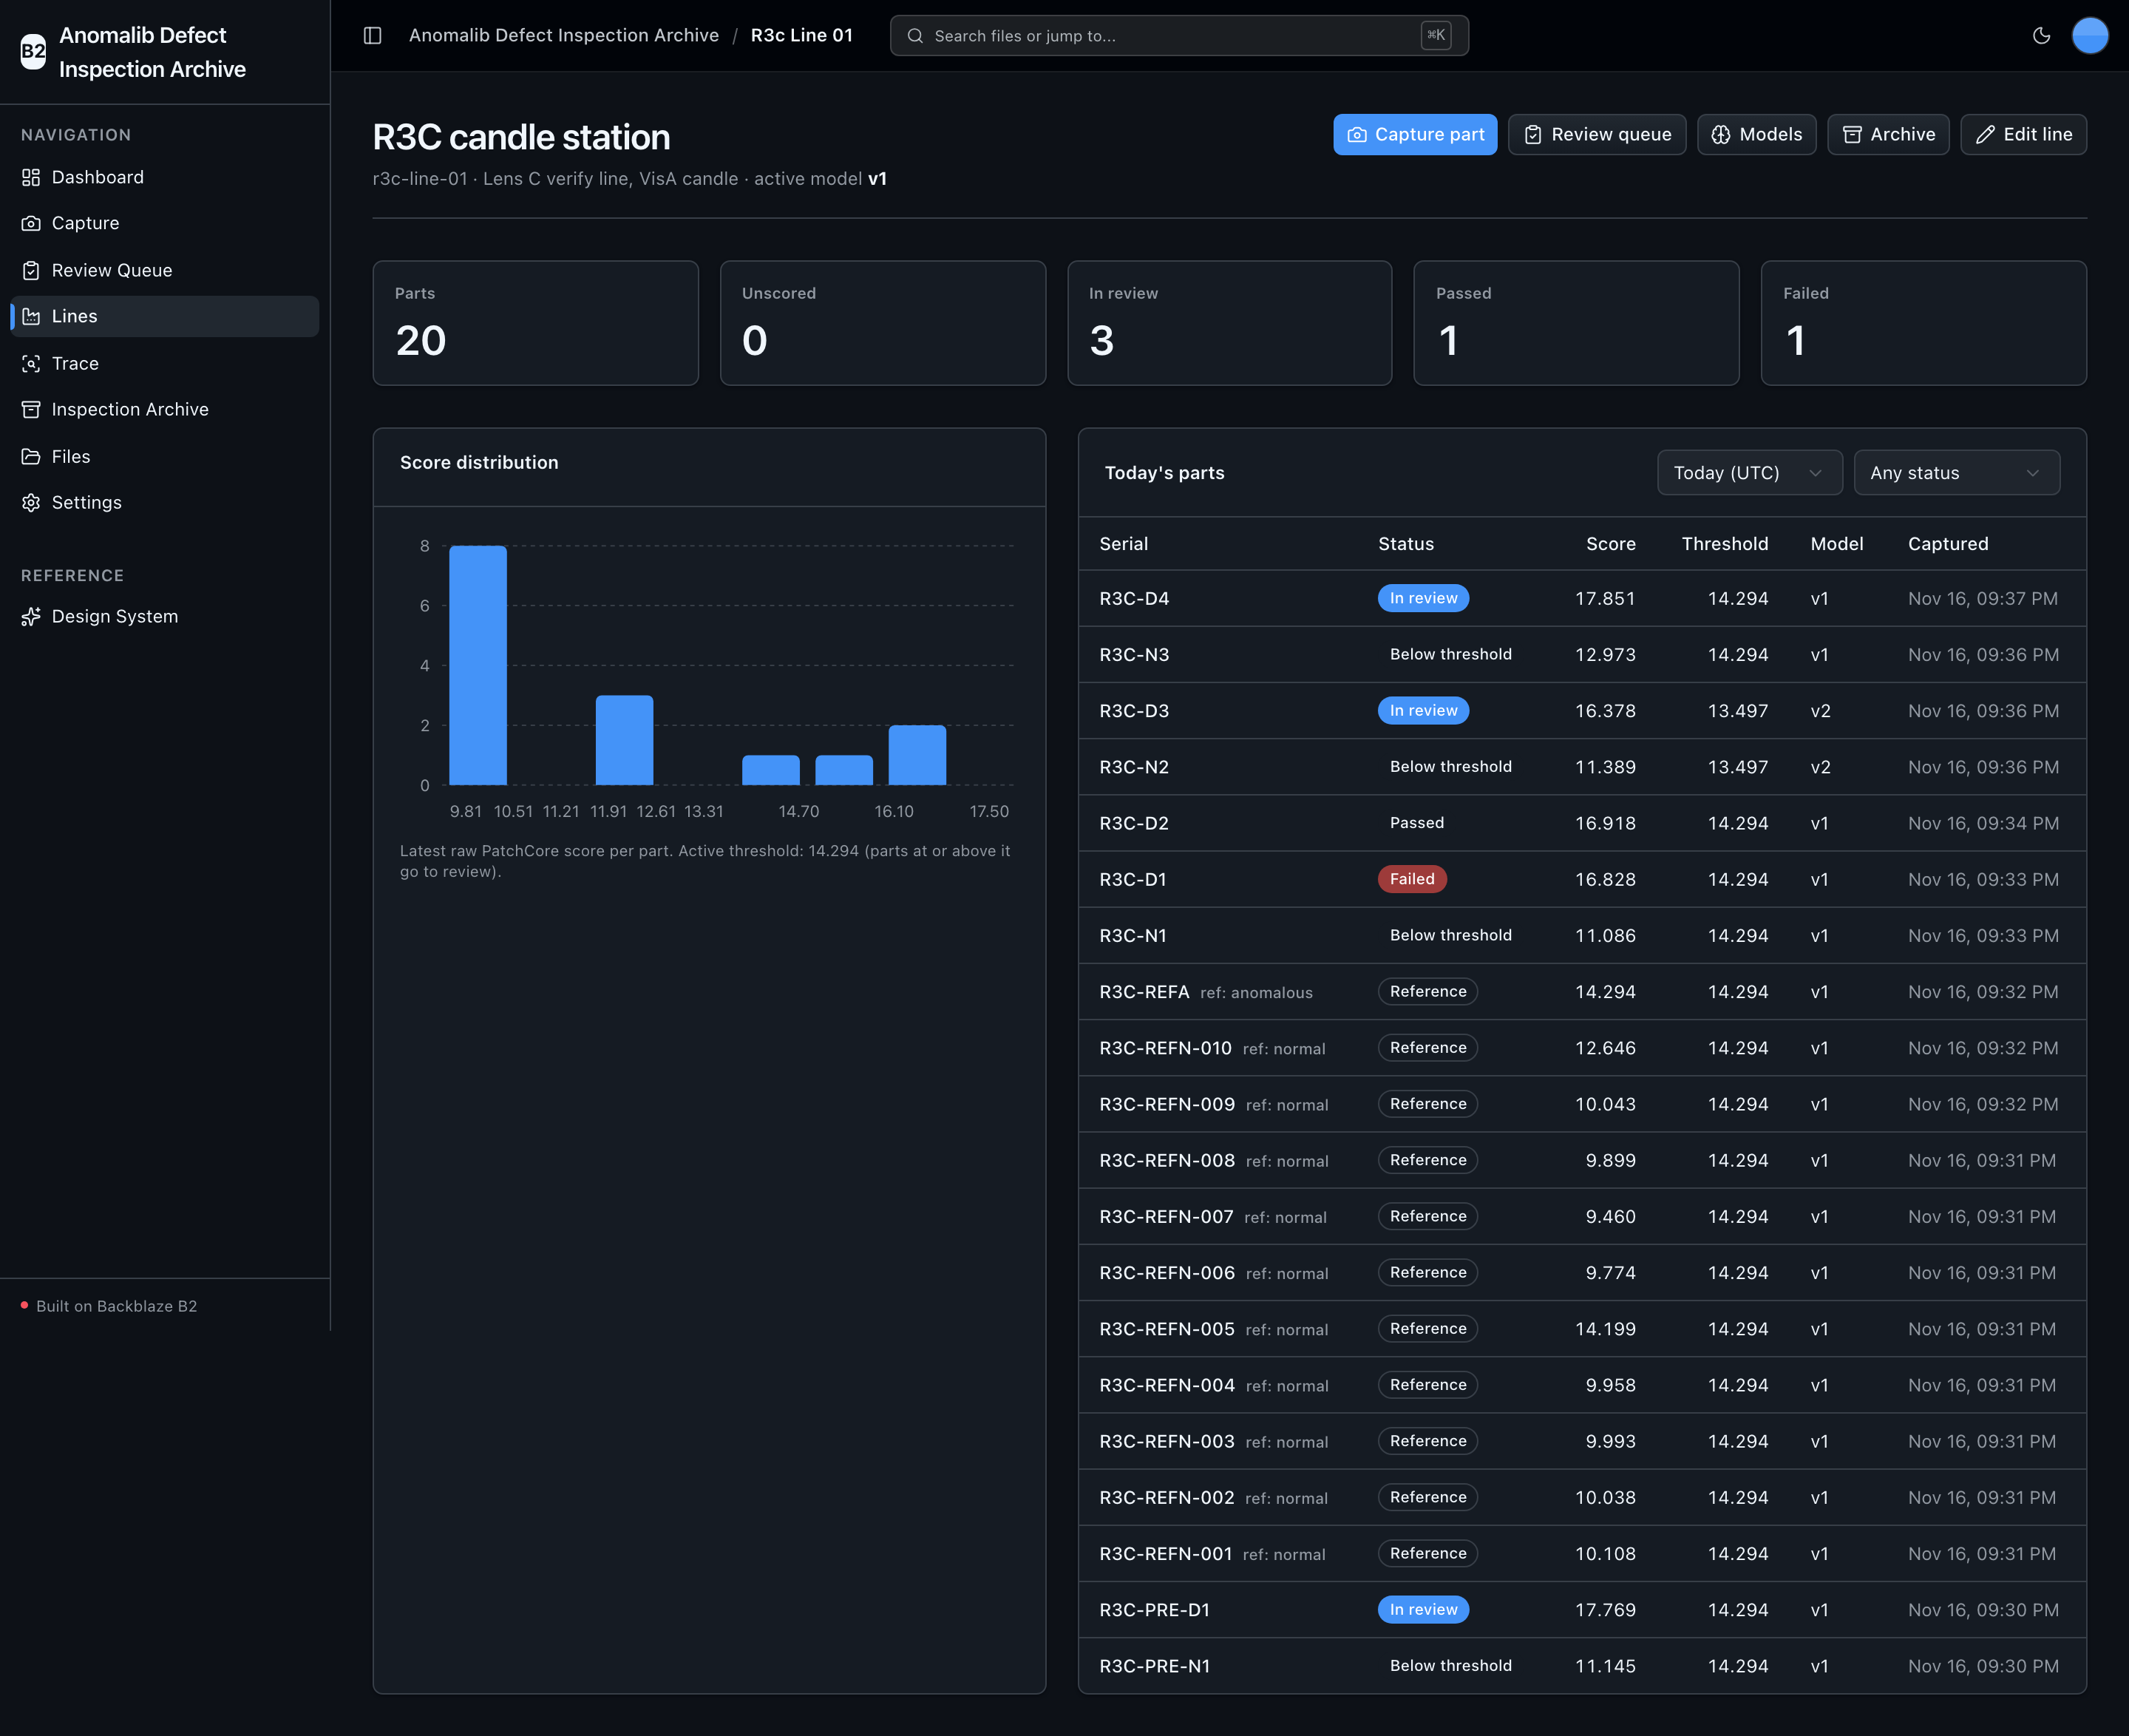 B2
Anomalib Defect
Inspection Archive
NAVIGATION
Dashboard
Capture
Review Queue
Lines
Trace
Inspection Archive
Files
Settings
REFERENCE
Design System
Built on Backblaze B2
Anomalib Defect Inspection Archive / R3c Line 01
Search files or jump to...
⌘K
R3C candle station
r3c-line-01 · Lens C verify line, VisA candle · active model v1
Capture part
Review queue
Models
Archive
Edit line
Parts
20
Unscored
0
In review
3
Passed
1
Failed
1
Score distribution
8
6
4
2
0
9.81 10.51 11.21 11.91 12.61 13.31 14.70 16.10 17.50
Latest raw PatchCore score per part. Active threshold: 14.294 (parts at or above it
go to review).
Today's parts
Today (UTC)
Any status
Serial Status Score Threshold Model Captured
R3C-D4 In review 17.851 14.294 v1 Nov 16, 09:37 PM
R3C-N3 Below threshold 12.973 14.294 v1 Nov 16, 09:36 PM
R3C-D3 In review 16.378 13.497 v2 Nov 16, 09:36 PM
R3C-N2 Below threshold 11.389 13.497 v2 Nov 16, 09:36 PM
R3C-D2 Passed 16.918 14.294 v1 Nov 16, 09:34 PM
R3C-D1 Failed 16.828 14.294 v1 Nov 16, 09:33 PM
R3C-N1 Below threshold 11.086 14.294 v1 Nov 16, 09:33 PM
R3C-REFA ref: anomalous Reference 14.294 14.294 v1 Nov 16, 09:32 PM
R3C-REFN-010 ref: normal Reference 12.646 14.294 v1 Nov 16, 09:32 PM
R3C-REFN-009 ref: normal Reference 10.043 14.294 v1 Nov 16, 09:32 PM
R3C-REFN-008 ref: normal Reference 9.899 14.294 v1 Nov 16, 09:31 PM
R3C-REFN-007 ref: normal Reference 9.460 14.294 v1 Nov 16, 09:31 PM
R3C-REFN-006 ref: normal Reference 9.774 14.294 v1 Nov 16, 09:31 PM
R3C-REFN-005 ref: normal Reference 14.199 14.294 v1 Nov 16, 09:31 PM
R3C-REFN-004 ref: normal Reference 9.958 14.294 v1 Nov 16, 09:31 PM
R3C-REFN-003 ref: normal Reference 9.993 14.294 v1 Nov 16, 09:31 PM
R3C-REFN-002 ref: normal Reference 10.038 14.294 v1 Nov 16, 09:31 PM
R3C-REFN-001 ref: normal Reference 10.108 14.294 v1 Nov 16, 09:31 PM
R3C-PRE-D1 In review 17.769 14.294 v1 Nov 16, 09:30 PM
R3C-PRE-N1 Below threshold 11.145 14.294 v1 Nov 16, 09:30 PM